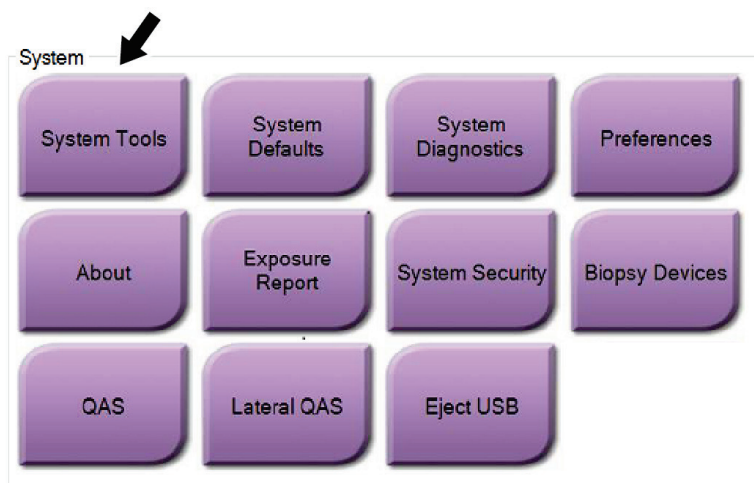 System
System Tools
System
Defaults
System
Diagnostics
Preferences
About
Exposure
Report
System Security
Biopsy Devices
QAS
Lateral QAS
Eject USB